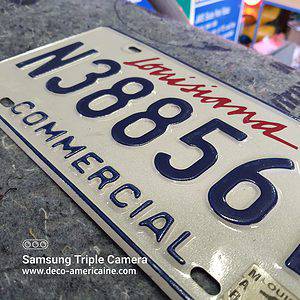 Louisiana
N38856
COMMERCIAL
Samsung Triple Camera
www.deco-americaine.com